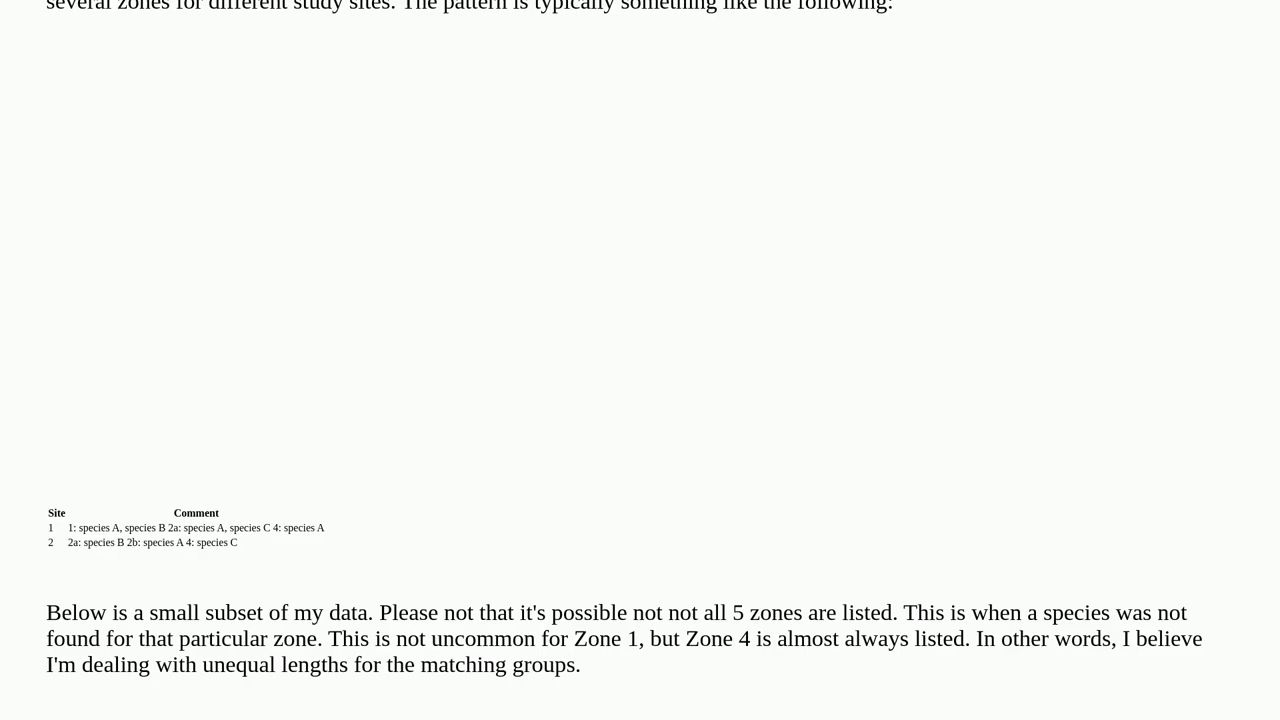 several zones for different study sites. The pattern is typically something like the following:
Site Comment
1 1: species A, species B 2a: species A, species C 4: species A
2 2a: species B 2b: species A 4: species C
Below is a small subset of my data. Please not that it's possible not not all 5 zones are listed. This is when a species was not
found for that particular zone. This is not uncommon for Zone 1, but Zone 4 is almost always listed. In other words, I believe
I'm dealing with unequal lengths for the matching groups.